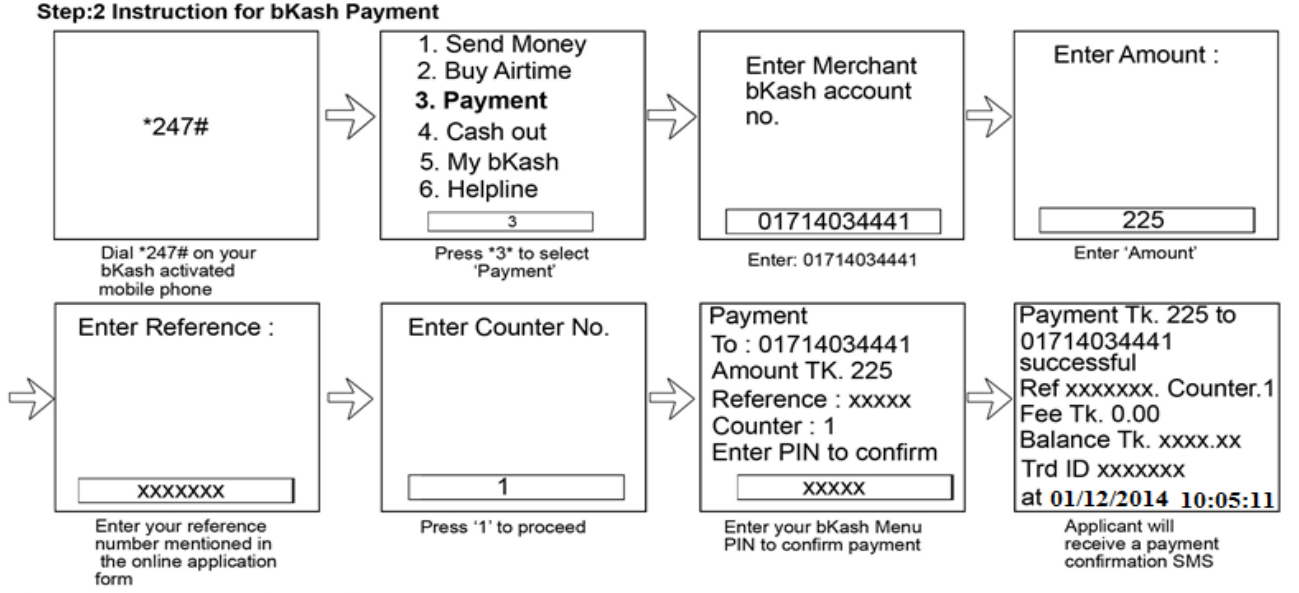 Step:2 Instruction for bKash Payment
*247#
Dial *247# on your
bKash activated
mobile phone
1. Send Money
2. Buy Airtime
3. Payment
4. Cash out
5. My bKash
6. Helpline
3
Press *3* to select
'Payment'
Enter Merchant
bKash account
no.
01714034441
Enter: 01714034441
Enter Amount :
225
Enter 'Amount'
Enter Reference :
xxxxxxx
Enter your reference
number mentioned in
the online application
form
Enter Counter No.
1
Press '1' to proceed
Payment
To : 01714034441
Amount TK. 225
Reference : xxxxx
Counter : 1
Enter PIN to confirm
xxxxx
Enter your bKash Menu
PIN to confirm payment
Payment Tk. 225 to
01714034441
successful
Ref xxxxxxx. Counter.1
Fee Tk. 0.00
Balance Tk. xxxx.xx
Trd ID xxxxxxx
at 01/12/2014 10:05:11
Applicant will
receive a payment
confirmation SMS